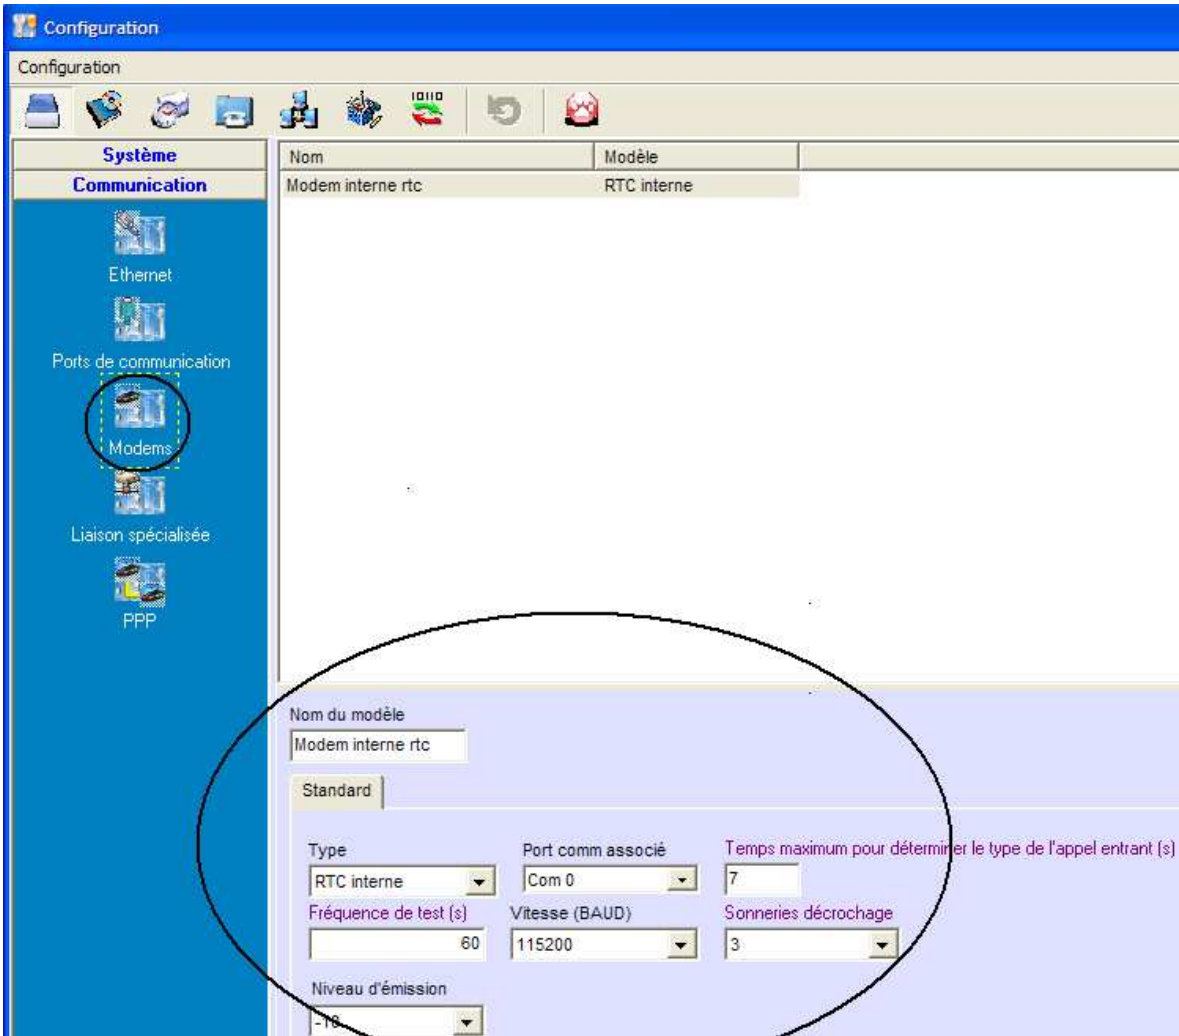 Configuration
Configuration
10110
Système
Communication
Ethernet
Ports de communication
Modems
Liaison spécialisée
PPP
Nom Modèle
Modem interne rtc RTC interne
Nom du modèle
Modem interne rtc
Standard
Type Port comm associé Temps maximum pour déterminer le type de l'appel entrant (s)
RTC interne Com 0 7
Fréquence de test (s) Vitesse (BAUD) Sonneries décrochage
60 115200 3
Niveau d'émission